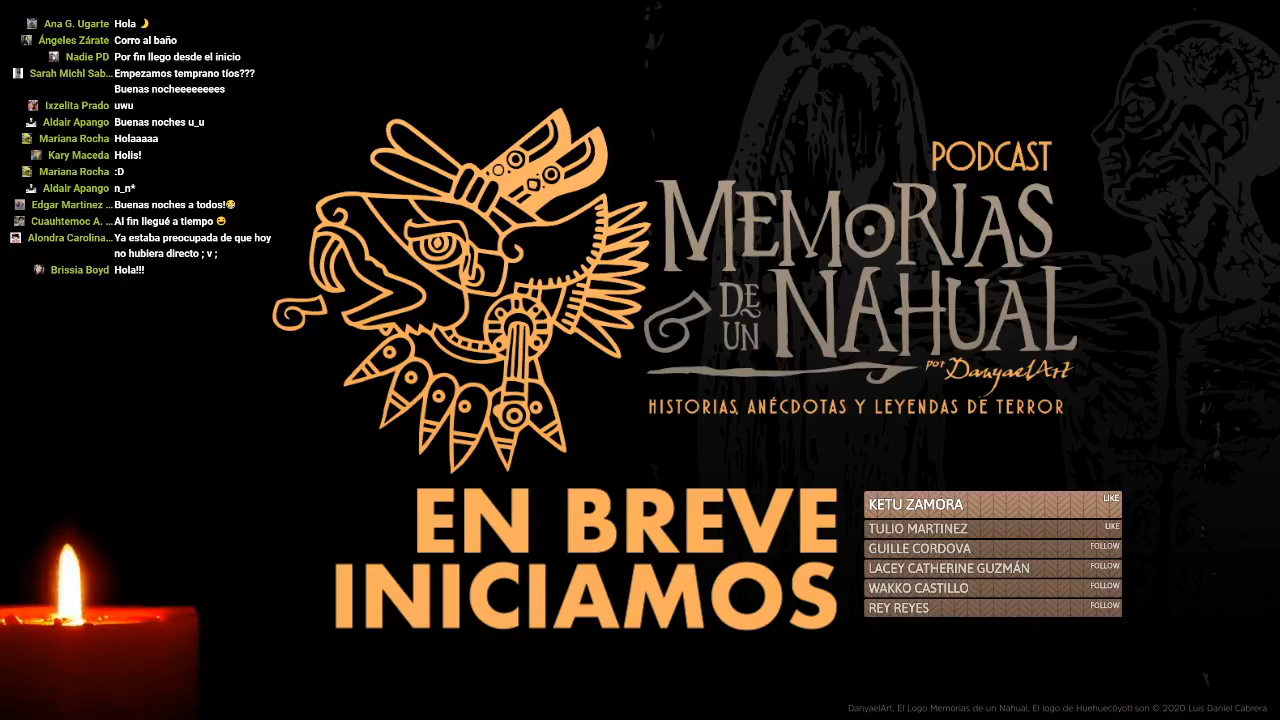 Ana G. Ugarte Hola 🌙
Ángeles Zárate Corro al baño
Nadie PD Por fin llego desde el inicio
Sarah Michl Sab... Empezamos temprano tíos???
Buenas nocheeeeeeees
Ixzelita Prado uwu
Aldair Apango Buenas noches u_u
Mariana Rocha Holaaaaa
Kary Maceda Holis!
Mariana Rocha :D
Aldair Apango n_n*
Edgar Martinez ... Buenas noches a todos!
Cuauhtemoc A. ... Al fin llegué a tiempo 😄
Alondra Carolina... Ya estaba preocupada de que hoy
no hubiera directo ; v ;
Brissia Boyd Hola!!!
PODCAST
MEMORIAS
DE UN NAHUAL
por DanyaelArt
HISTORIAS, ANÉCDOTAS Y LEYENDAS DE TERROR
EN BREVE
INICIAMOS
KETU ZAMORA LIKE
TULIO MARTINEZ LIKE
GUILLE CORDOVA FOLLOW
LACEY CATHERINE GUZMÁN FOLLOW
WAKKO CASTILLO FOLLOW
REY REYES FOLLOW
DanyaelArt, El Logo Memorias de un Nahual, El logo de Huehuecóyotl son © 2020 Luis Daniel Cabrera